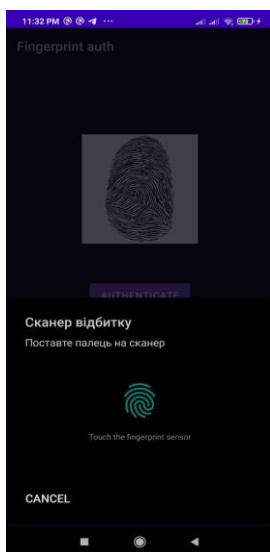 11:32 PM
Fingerprint auth
AUTHENTICATE
Сканер відбитку
Поставте палець на сканер
Touch the fingerprint sensor
CANCEL